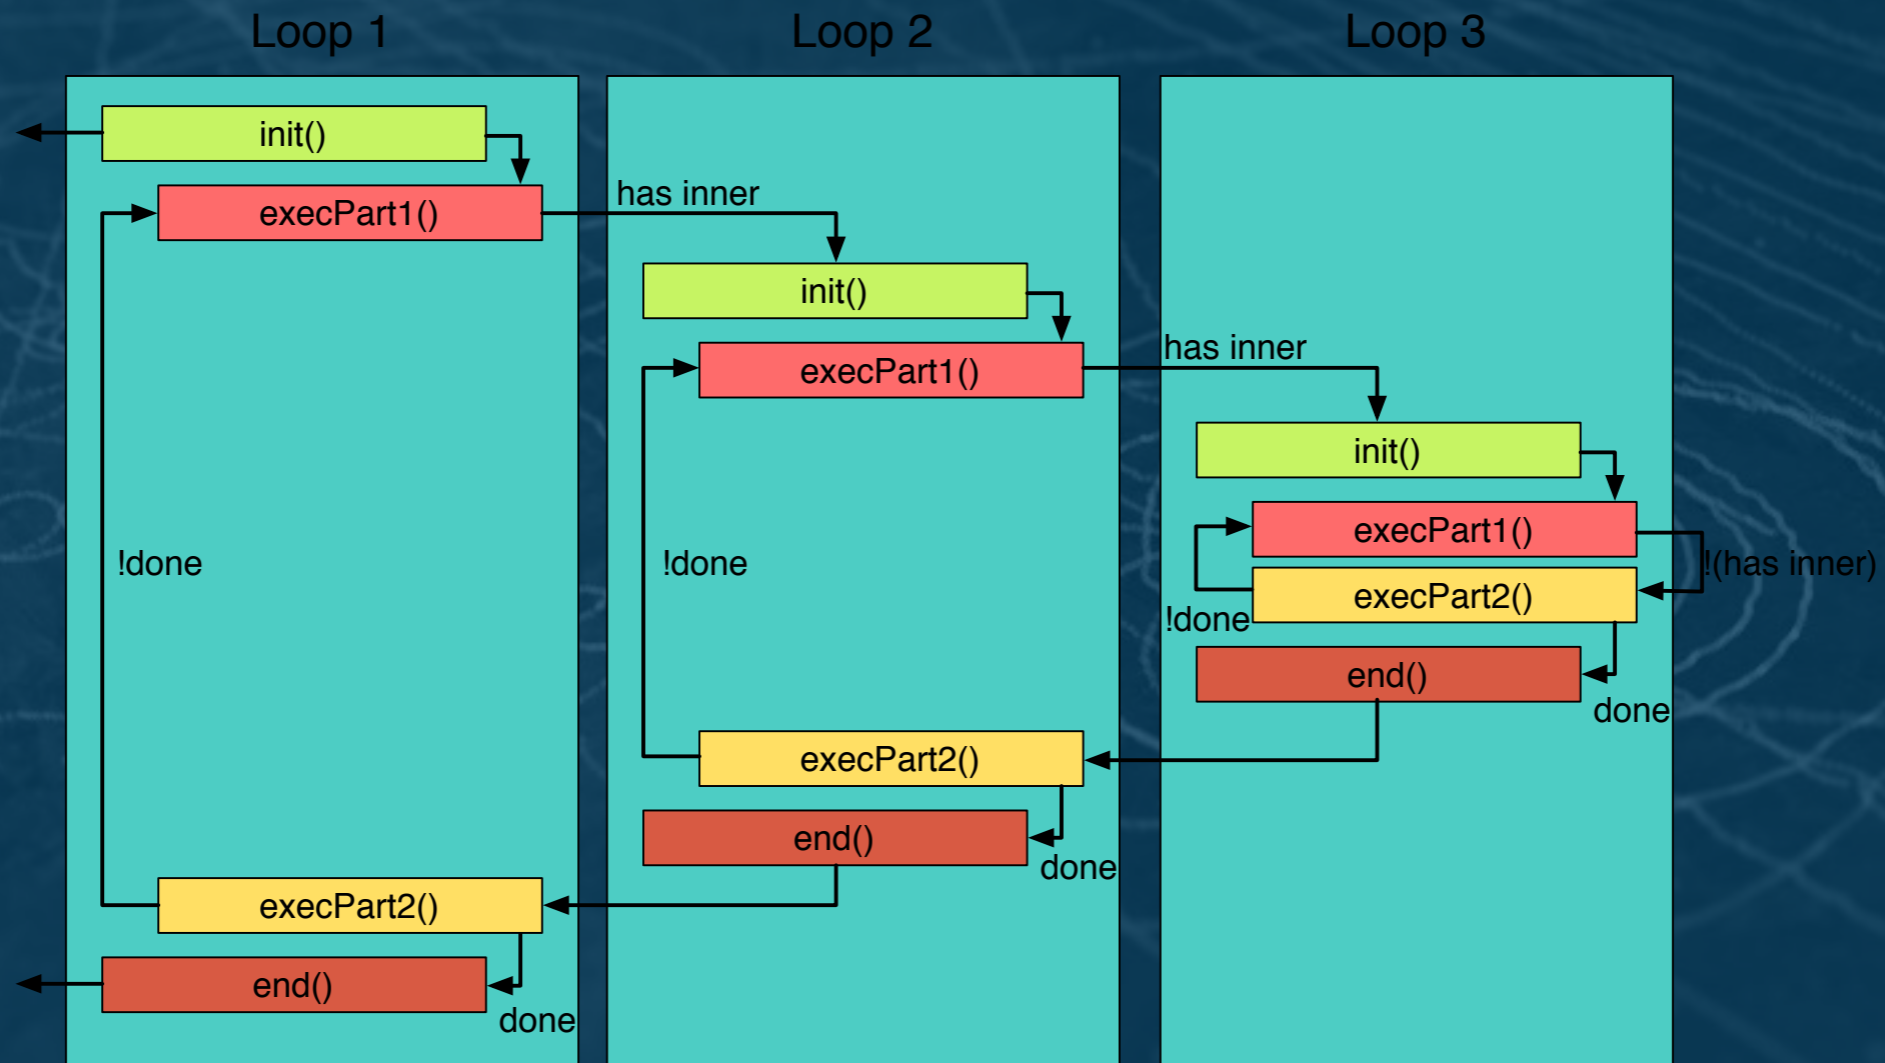 Loop 1
Loop 2
Loop 3
init()
execPart1()
has inner
init()
execPart1()
has inner
init()
execPart1()
!(has inner)
execPart2()
!done
end()
done
!done
!done
execPart2()
end()
done
execPart2()
end()
done